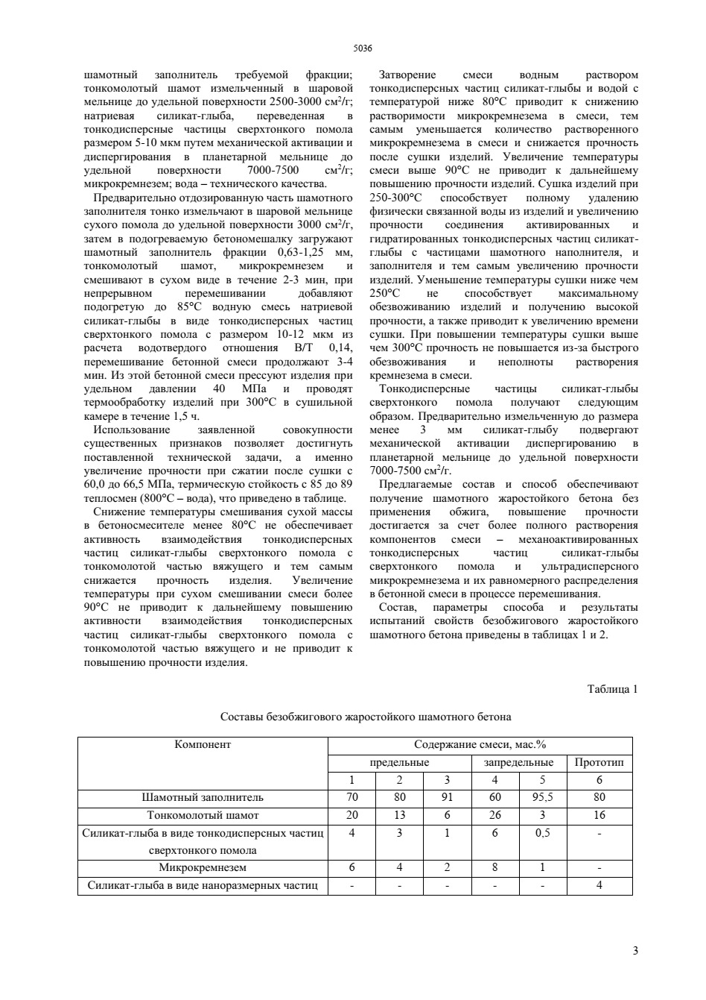 5036
шамотный заполнитель требуемой фракции;
тонкомолотый шамот измельченный в шаровой
мельнице до удельной поверхности 2500-3000 см²/г;
натриевая силикат-глыба, переведенная в
тонкодисперсные частицы сверхтонкого помола
размером 5-10 мкм путем механической активации и
диспергирования в планетарной мельнице до
удельной поверхности 7000-7500 см²/г;
микрокремнезем; вода – технического качества.
Предварительно отдозированную часть шамотного
заполнителя тонко измельчают в шаровой мельнице
сухого помола до удельной поверхности 3000 см²/г,
затем в подогреваемую бетономешалку загружают
шамотный заполнитель фракции 0,63-1,25 мм,
тонкомолотый шамот, микрокремнезем и
смешивают в сухом виде в течение 2-3 мин, при
непрерывном перемешивании добавляют
подогретую до 85°С водную смесь натриевой
силикат-глыбы в виде тонкодисперсных частиц
сверхтонкого помола с размером 10-12 мкм из
расчета водотвердого отношения В/Т 0,14,
перемешивание бетонной смеси продолжают 3-4
мин. Из этой бетонной смеси прессуют изделия при
удельном давлении 40 МПа и проводят
термообработку изделий при 300°С в сушильной
камере в течение 1,5 ч.
Использование заявленной совокупности
существенных признаков позволяет достигнуть
поставленной технической задачи, а именно
увеличение прочности при сжатии после сушки с
60,0 до 66,5 МПа, термическую стойкость с 85 до 89
теплосмен (800°С – вода), что приведено в таблице.
Снижение температуры смешивания сухой массы
в бетоносмесителе менее 80°С не обеспечивает
активность взаимодействия тонкодисперсных
частиц силикат-глыбы сверхтонкого помола с
тонкомолотой частью вяжущего и тем самым
снижается прочность изделия. Увеличение
температуры при сухом смешивании смеси более
90°С не приводит к дальнейшему повышению
активности взаимодействия тонкодисперсных
частиц силикат-глыбы сверхтонкого помола с
тонкомолотой частью вяжущего и не приводит к
повышению прочности изделия.
Затворение смеси водным раствором
тонкодисперсных частиц силикат-глыбы и водой с
температурой ниже 80°С приводит к снижению
растворимости микрокремнезема в смеси, тем
самым уменьшается количество растворенного
микрокремнезема в смеси и снижается прочность
после сушки изделий. Увеличение температуры
смеси выше 90°С не приводит к дальнейшему
повышению прочности изделий. Сушка изделий при
250-300°С способствует полному удалению
физически связанной воды из изделий и увеличению
прочности соединения активированных и
гидратированных тонкодисперсных частиц силикат-
глыбы с частицами шамотного наполнителя, и
заполнителя и тем самым увеличению прочности
изделий. Уменьшение температуры сушки ниже чем
250°С не способствует максимальному
обезвоживанию изделий и получению высокой
прочности, а также приводит к увеличению времени
сушки. При повышении температуры сушки выше
чем 300°С прочность не повышается из-за быстрого
обезвоживания и неполноты растворения
кремнезема в смеси.
Тонкодисперсные частицы силикат-глыбы
сверхтонкого помола получают следующим
образом. Предварительно измельченную до размера
менее 3 мм силикат-глыбу подвергают
механической активации диспергированию в
планетарной мельнице до удельной поверхности
7000-7500 см²/г.
Предлагаемые состав и способ обеспечивают
получение шамотного жаростойкого бетона без
применения обжига, повышение прочности
достигается за счет более полного растворения
компонентов смеси – механоактивированных
тонкодисперсных частиц силикат-глыбы
сверхтонкого помола и ультрадисперсного
микрокремнезема и их равномерного распределения
в бетонной смеси в процессе перемешивания.
Состав, параметры способа и результаты
испытаний свойств безобжигового жаростойкого
шамотного бетона приведены в таблицах 1 и 2.
Таблица 1
Составы безобжигового жаростойкого шамотного бетона
Компонент Содержание смеси, мас.%
предельные запредельные Прототип
1 2 3 4 5 6
Шамотный заполнитель 70 80 91 60 95,5 80
Тонкомолотый шамот 20 13 6 26 3 16
Силикат-глыба в виде тонкодисперсных частиц 4 3 1 6 0,5 -
сверхтонкого помола
Микрокремнезем 6 4 2 8 1 -
Силикат-глыба в виде наноразмерных частиц - - - - - 4
3